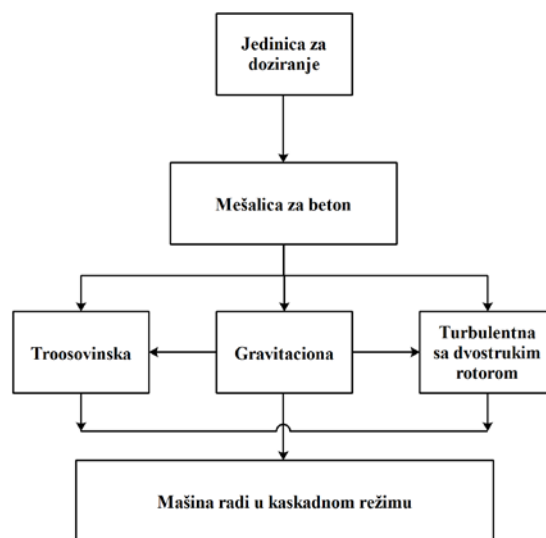 Jedinica za
doziranje
Mešalica za beton
Troosovinska
Gravitaciona
Turbulentna
sa dvostrukim
rotorom
Mašina radi u kaskadnom režimu